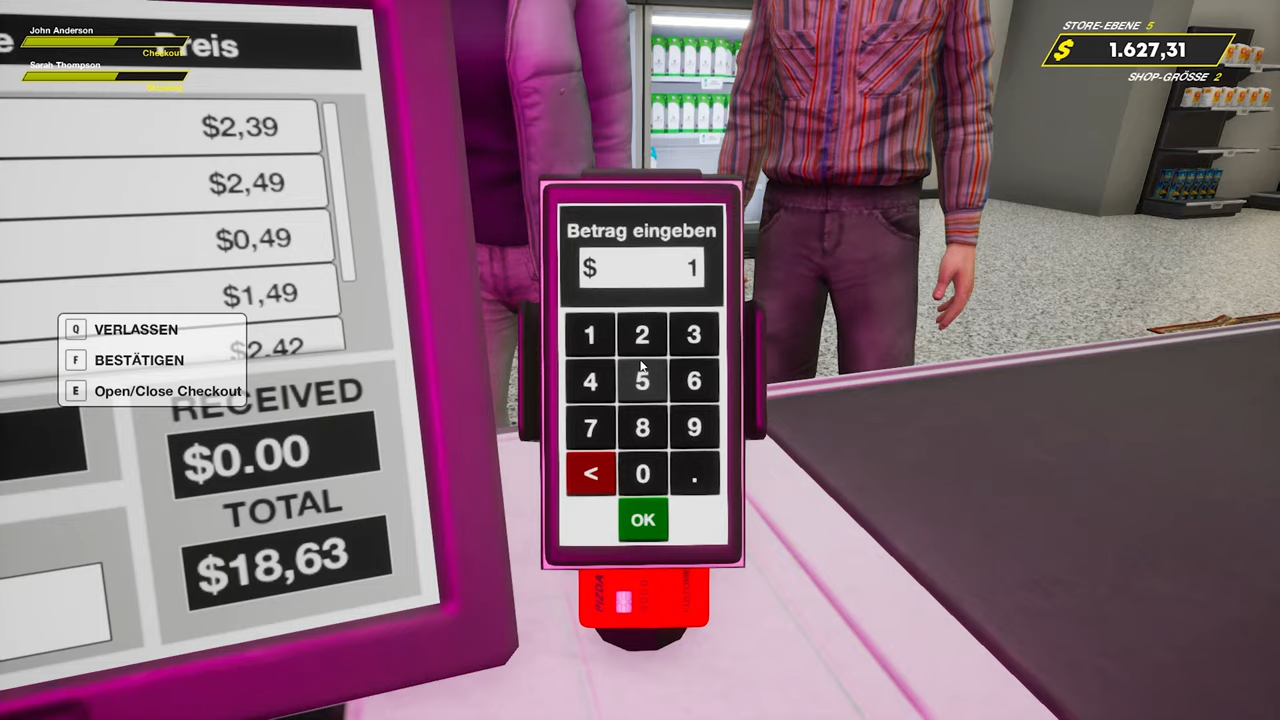 John Anderson
Checkout
Sarah Thompson
e
Preis
$2,39
$2,49
$0,49
$1,49
$2,42
Q VERLASSEN
F BESTÄTIGEN
E Open/Close Checkout
RECEIVED
$0.00
TOTAL
$18,63
Betrag eingeben
$ 1
1 2 3
4 5 6
7 8 9
< 0 .
OK
PIZDA
STORE-EBENE 5
$ 1.627,31
SHOP-GRÖSSE 2